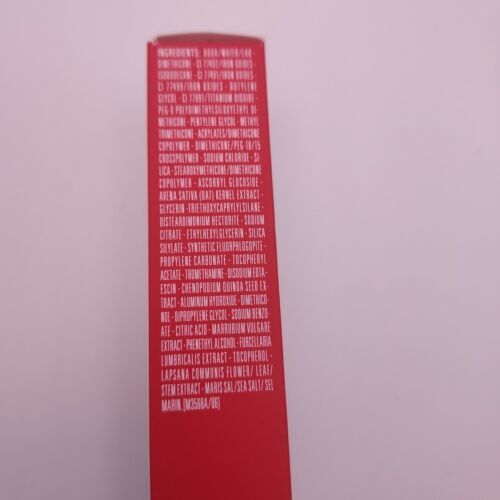 INGREDIENTS: AQUA/WATER/EAU ·
DIMETHICONE · CI 77492/IRON OXIDES ·
ISODODECANE · CI 77491/IRON OXIDES ·
CI 77499/IRON OXIDES · BUTYLENE
GLYCOL · CI 77891/TITANIUM DIOXIDE ·
PEG-9 POLYDIMETHYLSILOXYETHYL DI-
METHICONE · PENTYLENE GLYCOL · METHYL
TRIMETHICONE · ACRYLATES/DIMETHICONE
COPOLYMER · DIMETHICONE/PEG-10/15
CROSSPOLYMER · SODIUM CHLORIDE · SI-
LICA · STEAROXYMETHICONE/DIMETHICONE
COPOLYMER · ASCORBYL GLUCOSIDE ·
AVENA SATIVA (OAT) KERNEL EXTRACT ·
GLYCERIN · TRIETHOXYCAPRYLYLSILANE ·
DISTEARDIMONIUM HECTORITE · SODIUM
CITRATE · ETHYLHEXYLGLYCERIN · SILICA
SILYLATE · SYNTHETIC FLUORPHLOGOPITE ·
PROPYLENE CARBONATE · TOCOPHERYL
ACETATE · TROMETHAMINE · DISODIUM EDTA ·
ESCIN · CHENOPODIUM QUINOA SEED EX-
TRACT · ALUMINUM HYDROXIDE · DIMETHICO-
NOL · DIPROPYLENE GLYCOL · SODIUM BENZO-
ATE · CITRIC ACID · MARRUBIUM VULGARE
EXTRACT · PHENETHYL ALCOHOL · FURCELLARIA
LUMBRICALIS EXTRACT · TOCOPHEROL ·
LAPSANA COMMUNIS FLOWER/ LEAF/
STEM EXTRACT · MARIS SAL/SEA SALT/ SEL
MARIN. [M3568A/06]